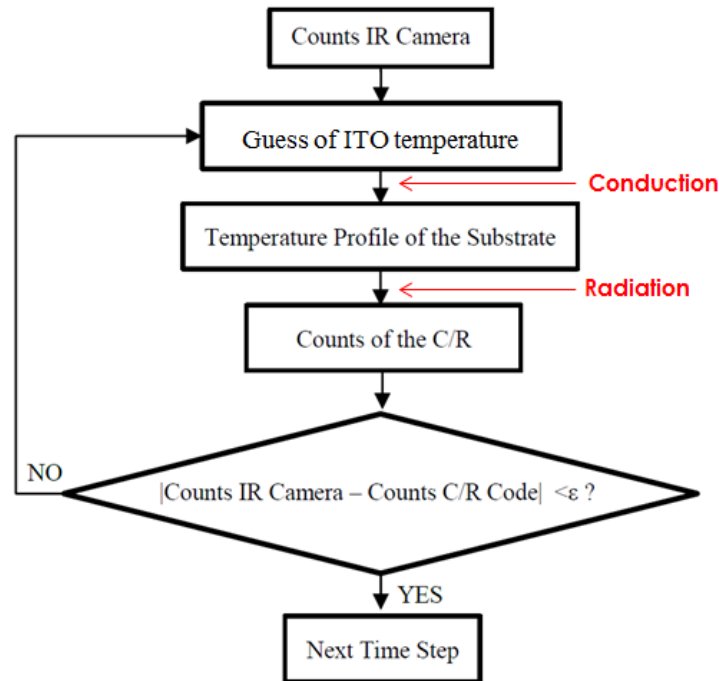 Counts IR Camera
Guess of ITO temperature
Conduction
Temperature Profile of the Substrate
Radiation
Counts of the C/R
|Counts IR Camera – Counts C/R Code| <ε ?
NO
YES
Next Time Step